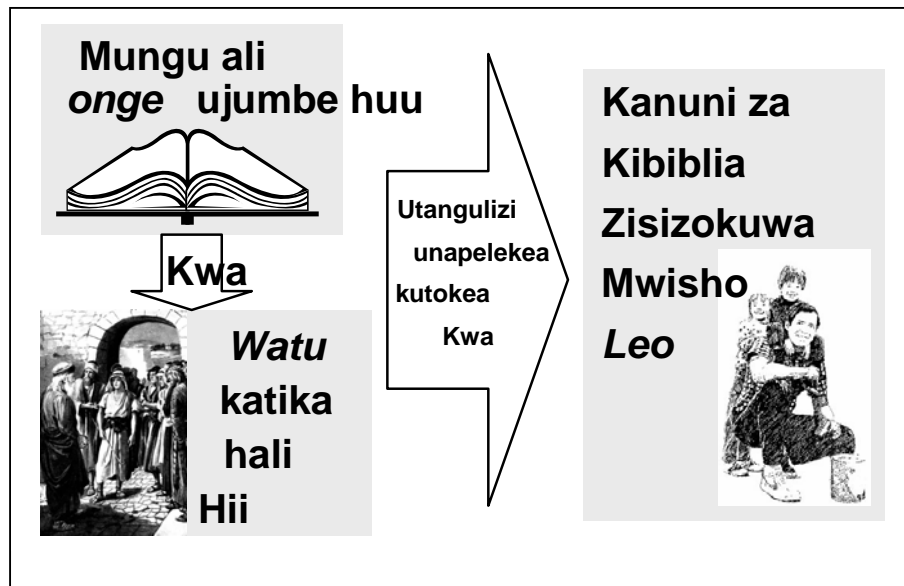 Mungu ali
onge ujumbe huu
Kwa
Watu
katika
hali
Hii
Utangulizi
unapelekea
kutokea
Kwa
Kanuni za
Kibiblia
Zisizokuwa
Mwisho
Leo